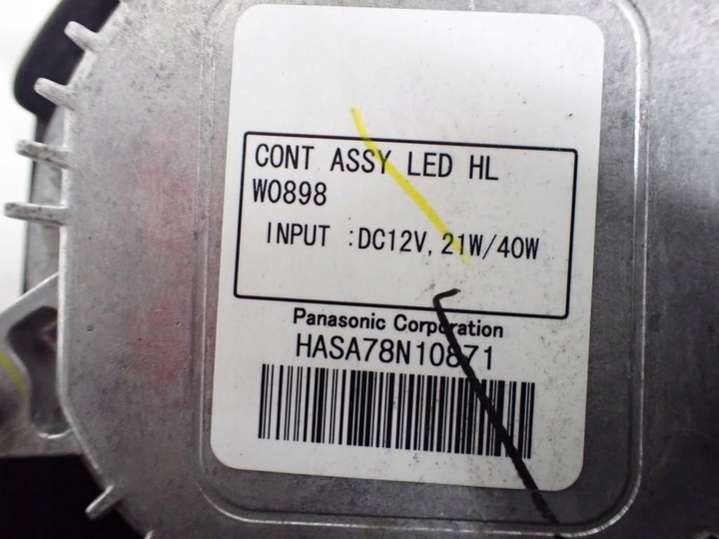 CONT ASSY LED HL
W0898
INPUT :DC12V, 21W/40W
Panasonic Corporation
HASA78N10871